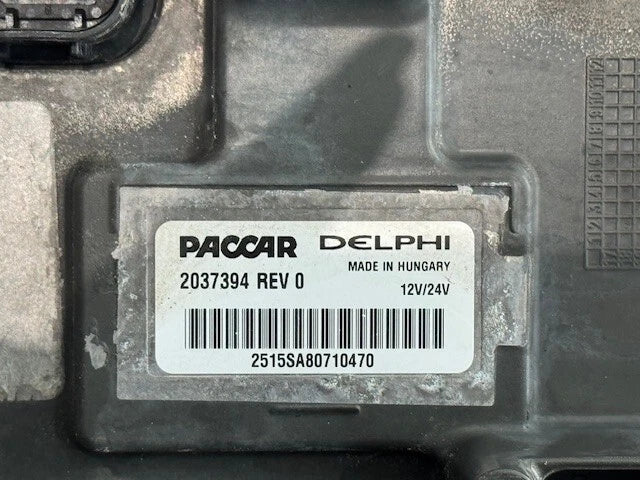 PACCAR DELPHI
MADE IN HUNGARY
2037394 REV 0
12V/24V
2515SA80710470